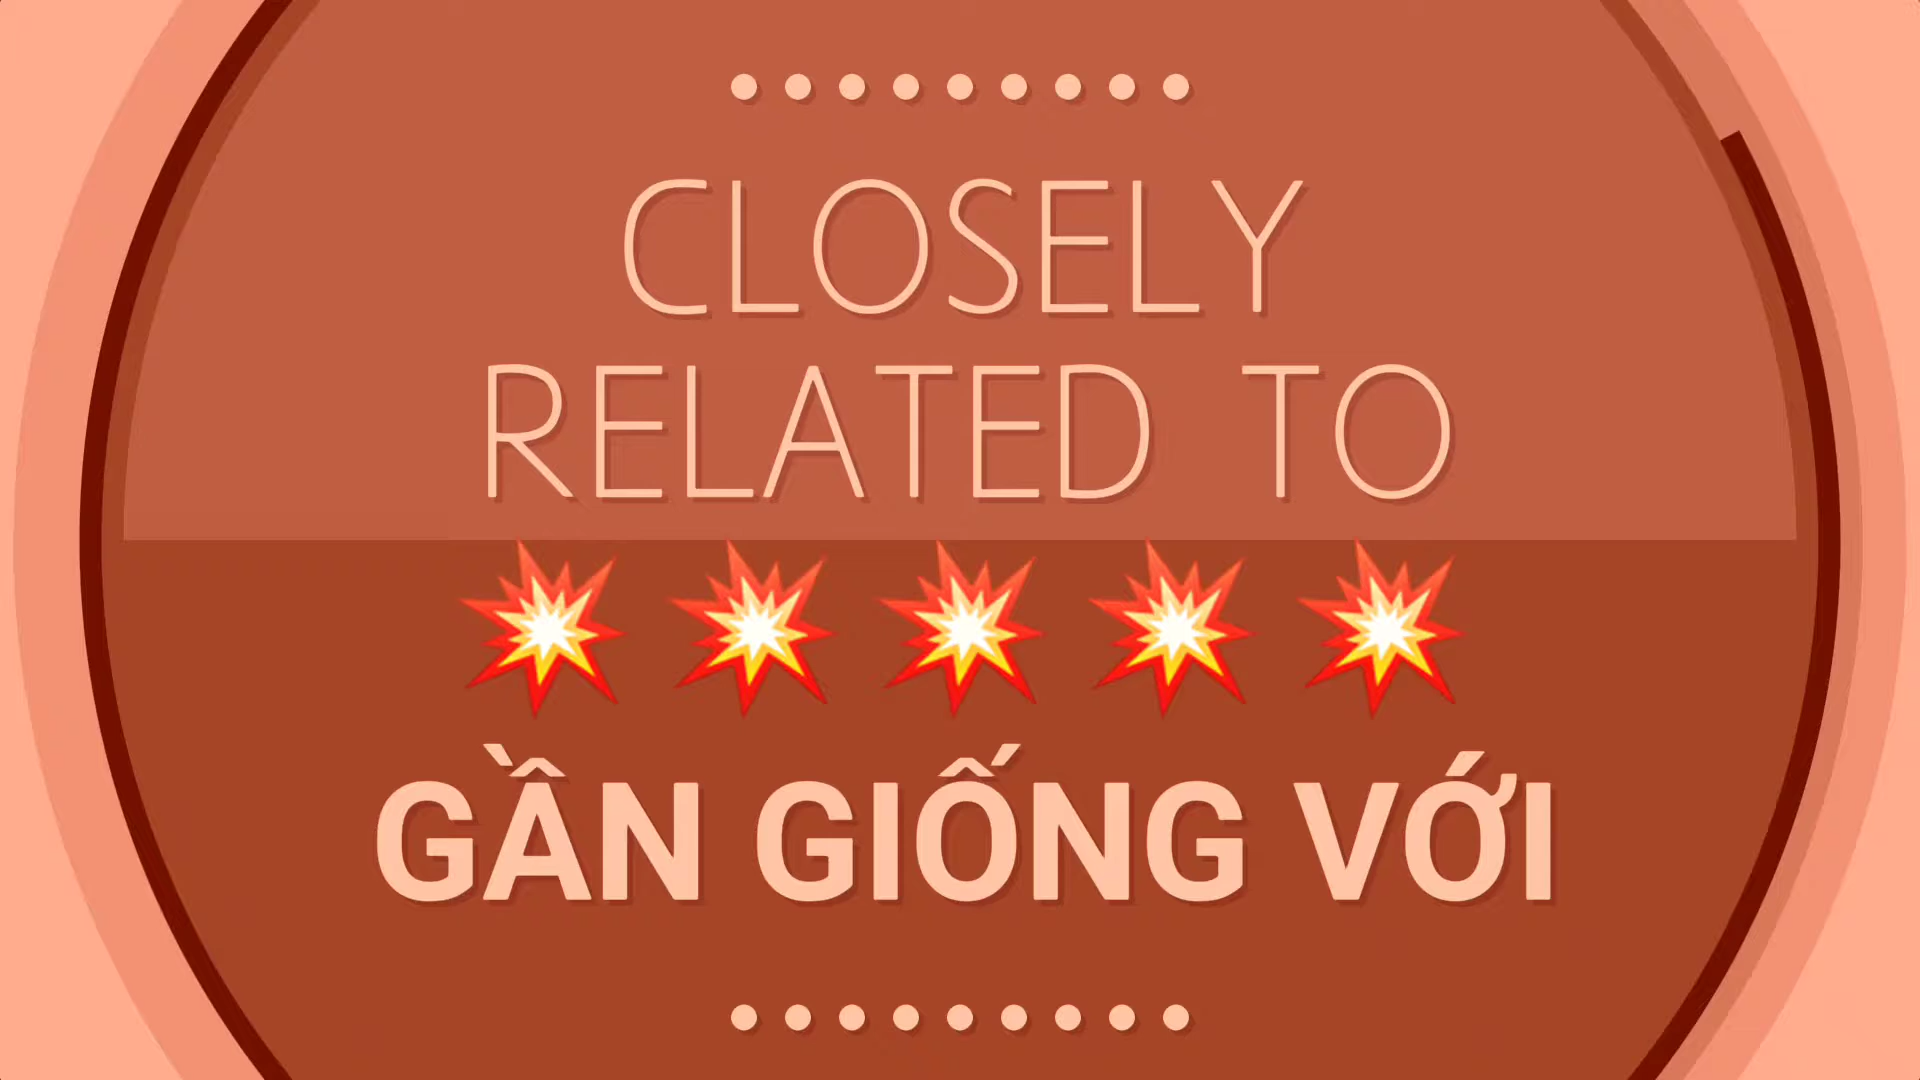 CLOSELY
RELATED TO
💥💥💥💥💥
GẦN GIỐNG VỚI